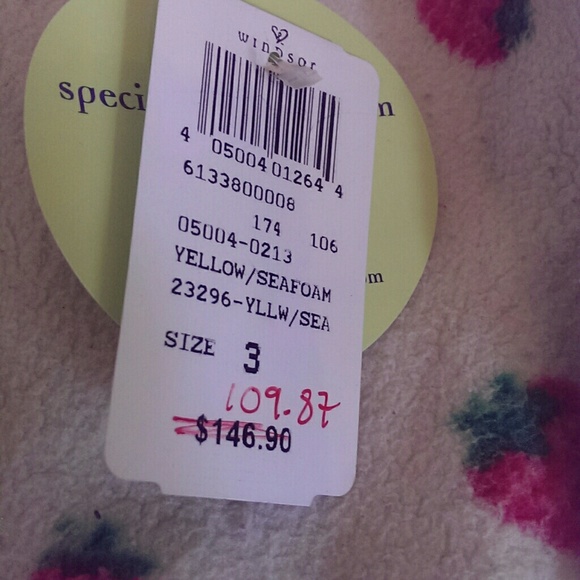 windsor
speci
n
4 05004 01264 4
6133800008
174 106
05004-0213
YELLOW/SEAFOAM
om
23296-YLLW/SEA
SIZE 3
109.87
$146.90